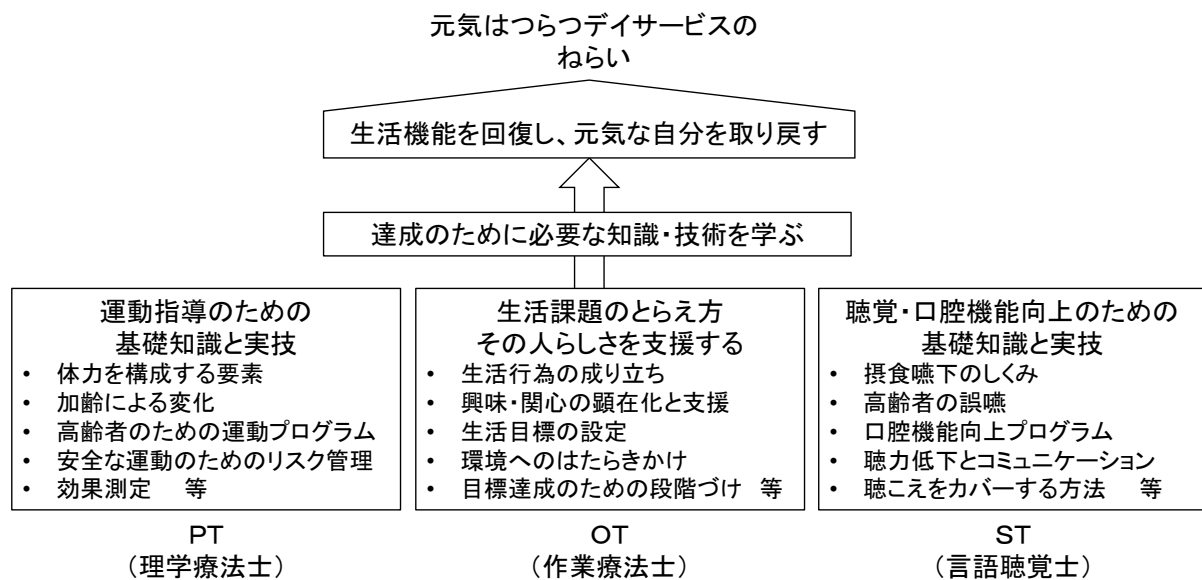 元気はつらつデイサービスの
ねらい
生活機能を回復し、元気な自分を取り戻す
達成のために必要な知識・技術を学ぶ
運動指導のための
基礎知識と実技
• 体力を構成する要素
• 加齢による変化
• 高齢者のための運動プログラム
• 安全な運動のためのリスク管理
• 効果測定　等
PT
（理学療法士）
生活課題のとらえ方
その人らしさを支援する
• 生活行為の成り立ち
• 興味・関心の顕在化と支援
• 生活目標の設定
• 環境へのはたらきかけ
• 目標達成のための段階づけ　等
OT
（作業療法士）
聴覚・口腔機能向上のための
基礎知識と実技
• 摂食嚥下のしくみ
• 高齢者の誤嚥
• 口腔機能向上プログラム
• 聴力低下とコミュニケーション
• 聴こえをカバーする方法　等
ST
（言語聴覚士）